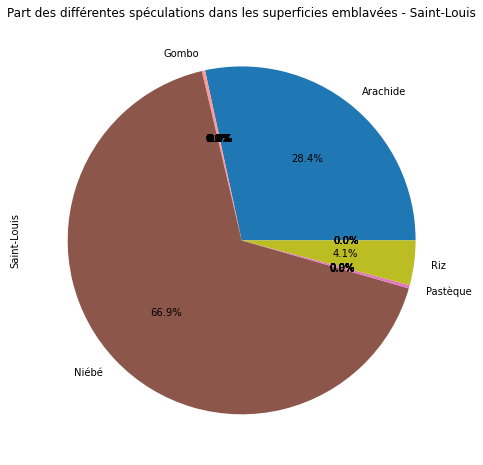 Part des différentes spéculations dans les superficies emblavées - Saint-Louis
Gombo
Arachide
28.4%
Saint-Louis
0.0%
4.1%
Riz
Pastèque
66.9%
Niébé